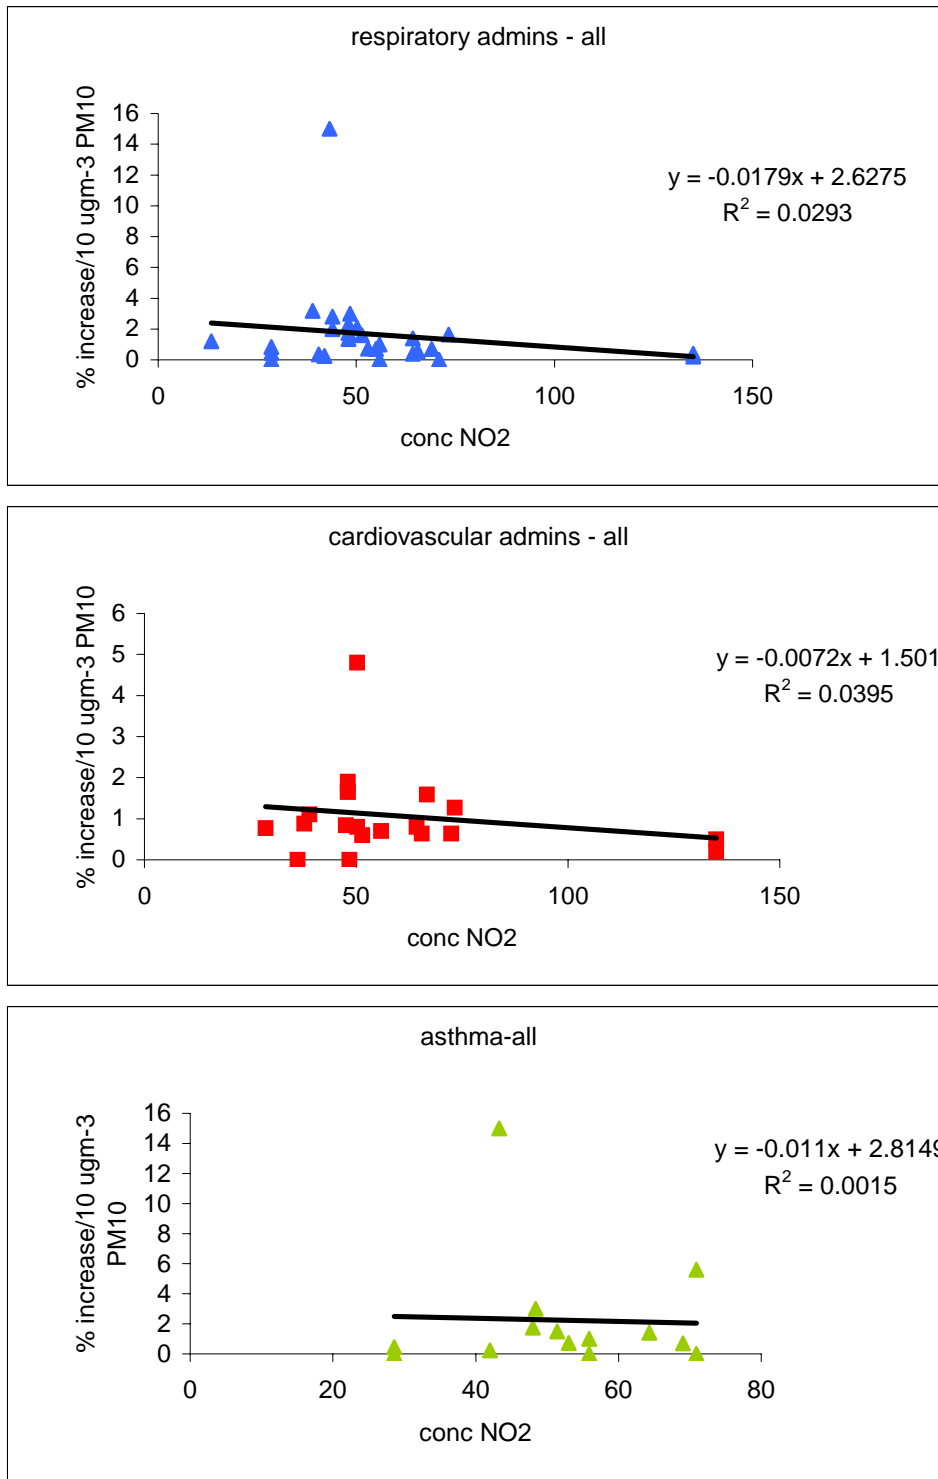 respiratory admins - all
% increase/10 ugm-3 PM10
16
14
12
10
8
6
4
2
0
y = -0.0179x + 2.6275
R² = 0.0293
0 50 100 150
conc NO2
cardiovascular admins - all
% increase/10 ugm-3 PM10
6
5
4
3
2
1
0
y = -0.0072x + 1.501
R² = 0.0395
0 50 100 150
conc NO2
asthma-all
% increase/10 ugm-3
PM10
16
14
12
10
8
6
4
2
0
y = -0.011x + 2.8149
R² = 0.0015
0 20 40 60 80
conc NO2